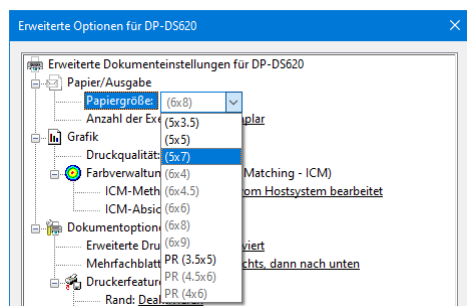 Erweiterte Optionen für DP-DS620
Erweiterte Dokumenteinstellungen für DP-DS620
Papier/Ausgabe
Papiergröße: (6x8)
Anzahl der Exe
plar
(5x3.5)
(5x5)
(5x7)
(6x4)
(6x4.5)
(6x6)
(6x8)
(6x9)
PR (3.5x5)
PR (4.5x6)
PR (4x6)
Grafik
Druckqualität:
Farbverwaltun
Matching - ICM)
ICM-Meth
om Hostsystem bearbeitet
ICM-Absic
Dokumentoptione
Erweiterte Dru
viert
Mehrfachblatt
chts, dann nach unten
Druckerfeatur
Rand: Dea